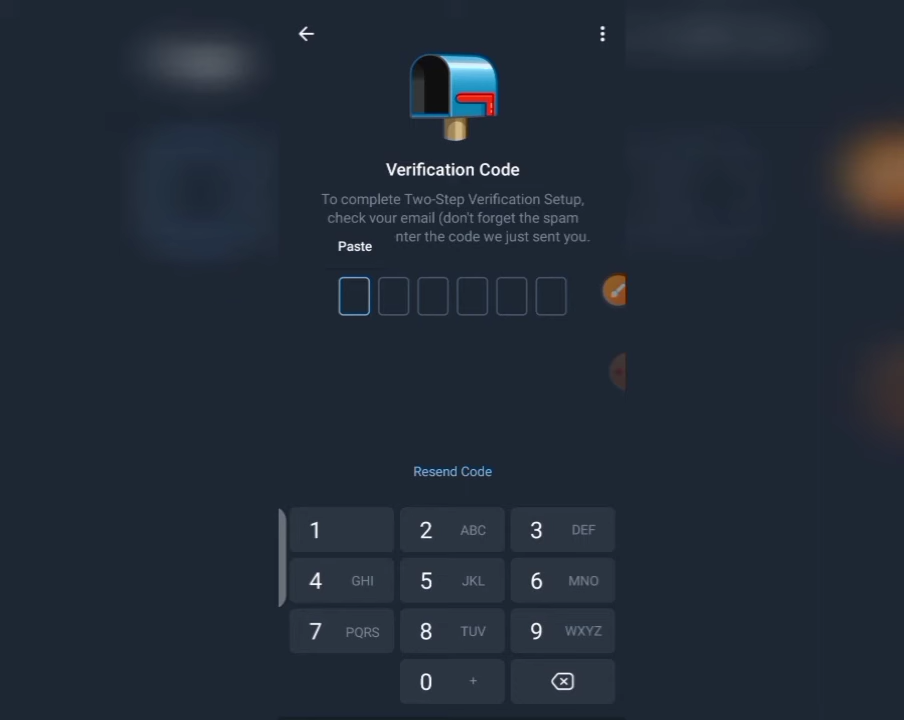 Verification Code
To complete Two-Step Verification Setup,
check your email (don't forget the spam
nter the code we just sent you.
Paste
Resend Code
1
2 ABC
3 DEF
4 GHI
5 JKL
6 MNO
7 PQRS
8 TUV
9 WXYZ
0 +